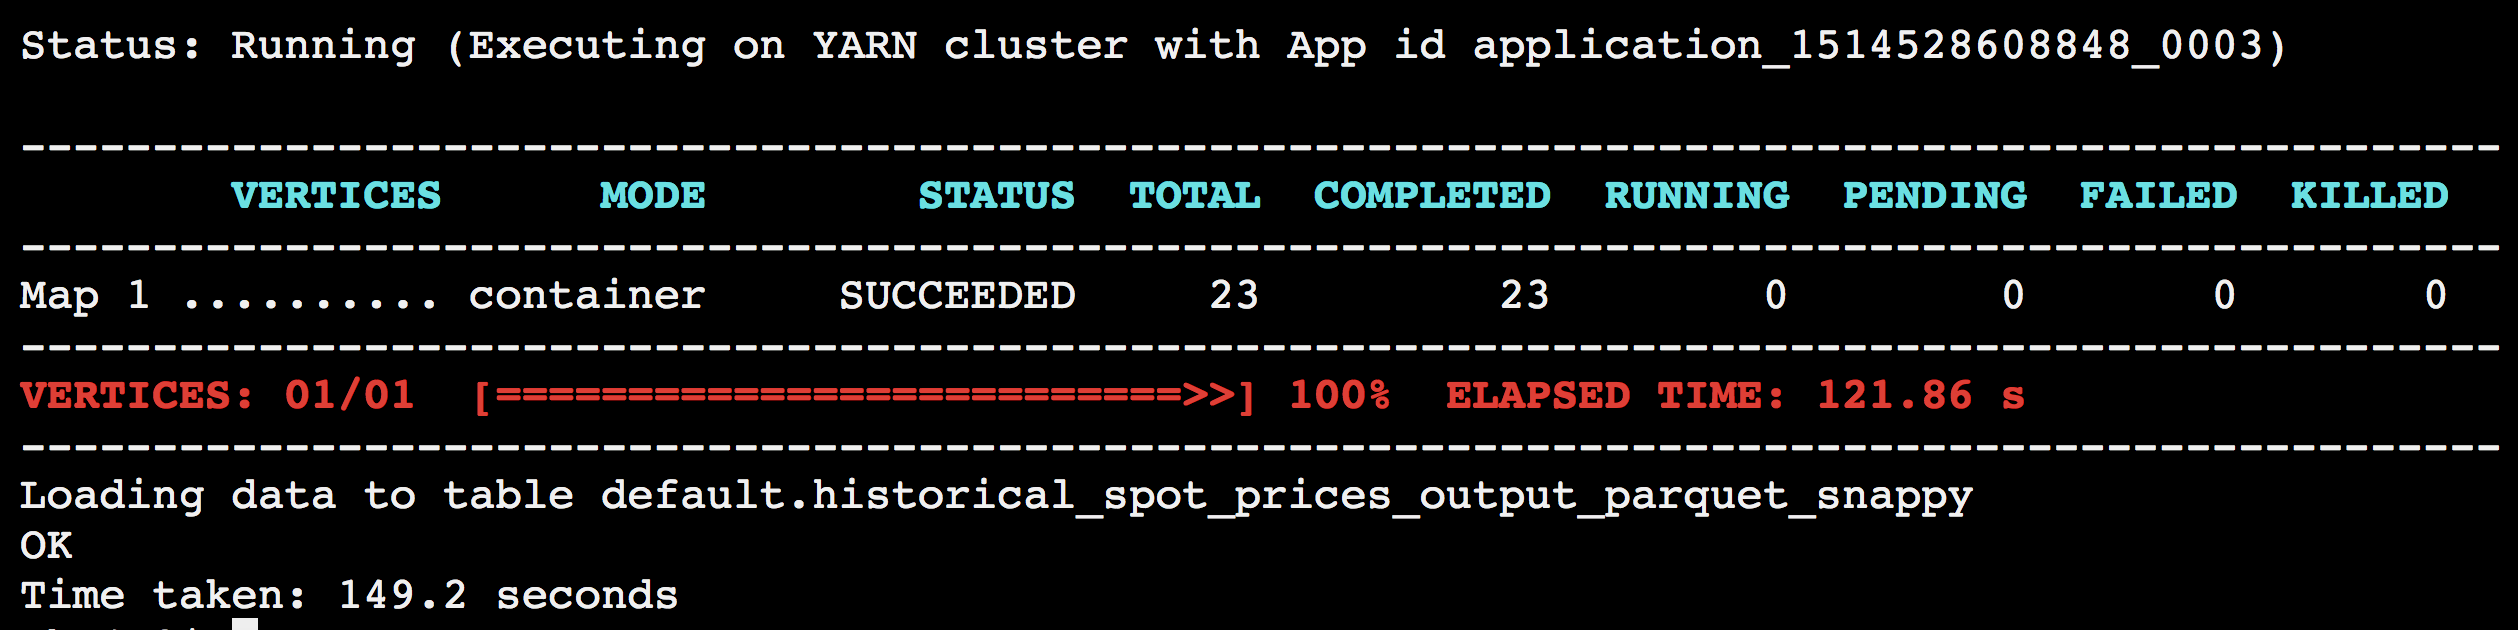 Status: Running (Executing on YARN cluster with App id application_1514528608848_0003)
----------------------------------------------------------------------------------------------
        VERTICES      MODE        STATUS  TOTAL  COMPLETED  RUNNING  PENDING  FAILED  KILLED
----------------------------------------------------------------------------------------------
Map 1 .......... container     SUCCEEDED     23         23        0        0       0       0
----------------------------------------------------------------------------------------------
VERTICES: 01/01  [==========================>>] 100%  ELAPSED TIME: 121.86 s
----------------------------------------------------------------------------------------------
Loading data to table default.historical_spot_prices_output_parquet_snappy
OK
Time taken: 149.2 seconds